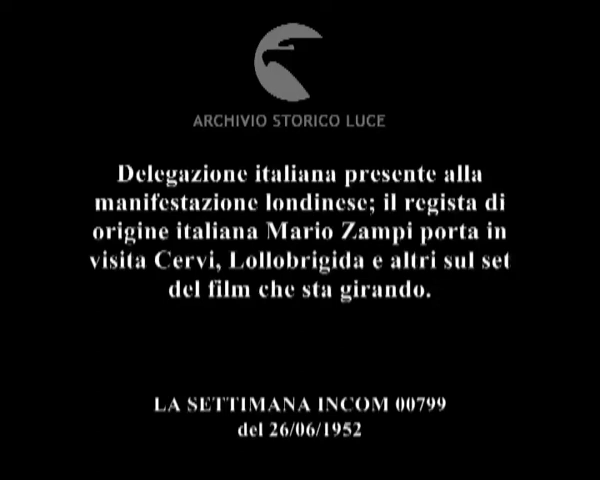 ARCHIVIO STORICO LUCE
Delegazione italiana presente alla
manifestazione londinese; il regista di
origine italiana Mario Zampi porta in
visita Cervi, Lollobrigida e altri sul set
del film che sta girando.
LA SETTIMANA INCOM 00799
del 26/06/1952